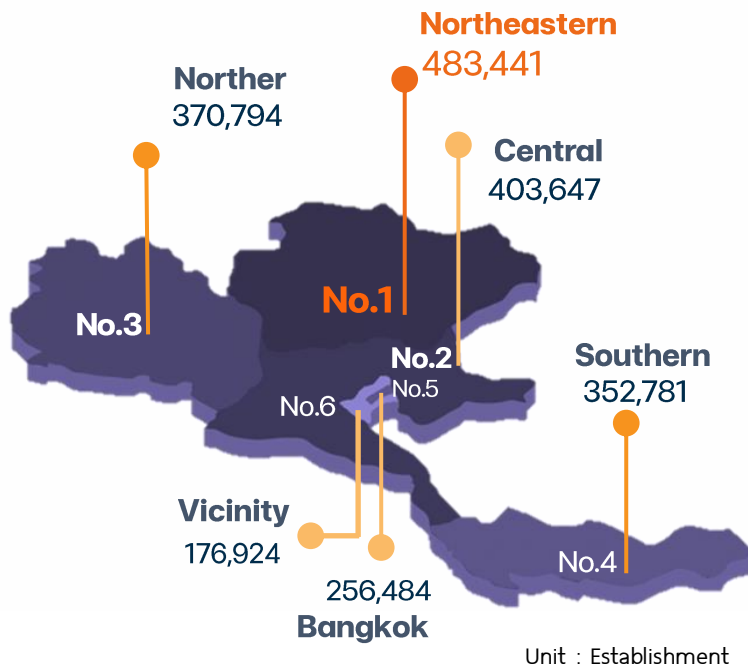 Northeastern
483,441
Norther
370,794
Central
403,647
No.1
No.3
No.2
No.5
No.6
Southern
352,781
Vicinity
176,924
No.4
256,484
Bangkok
Unit : Establishment